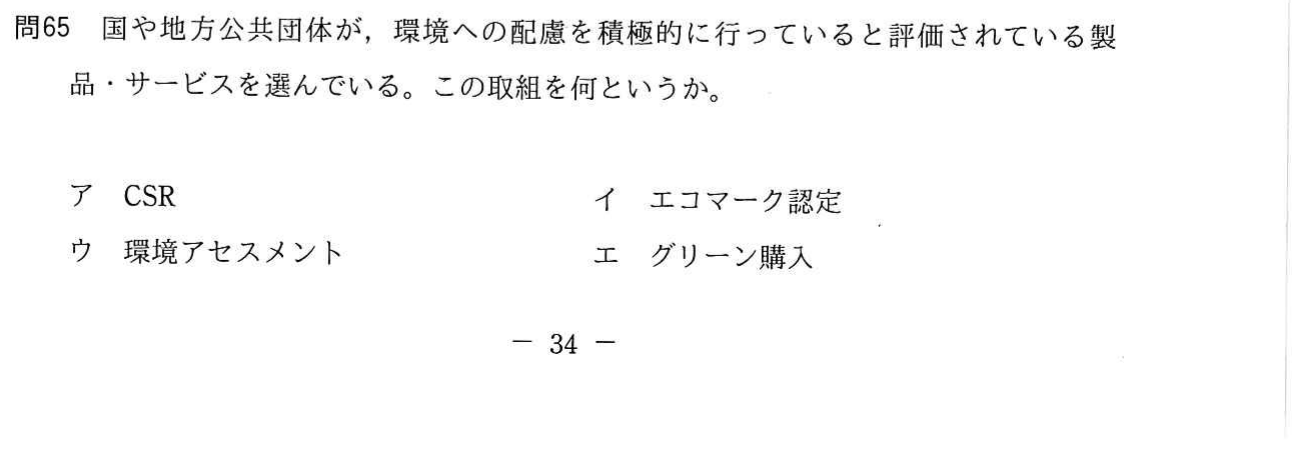 問65 国や地方公共団体が，環境への配慮を積極的に行っていると評価されている製
品・サービスを選んでいる。この取組を何というか。
ア CSR イ エコマーク認定
ウ 環境アセスメント エ グリーン購入
－ 34 －